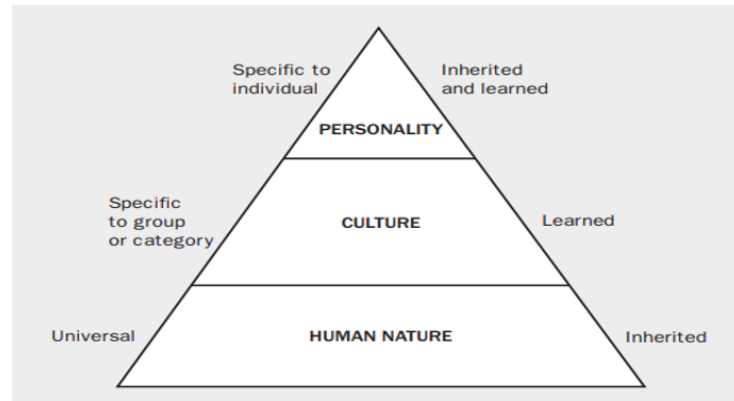 Specific to
individual
Inherited
and learned
PERSONALITY
Specific
to group
or category
CULTURE
Learned
Universal
HUMAN NATURE
Inherited